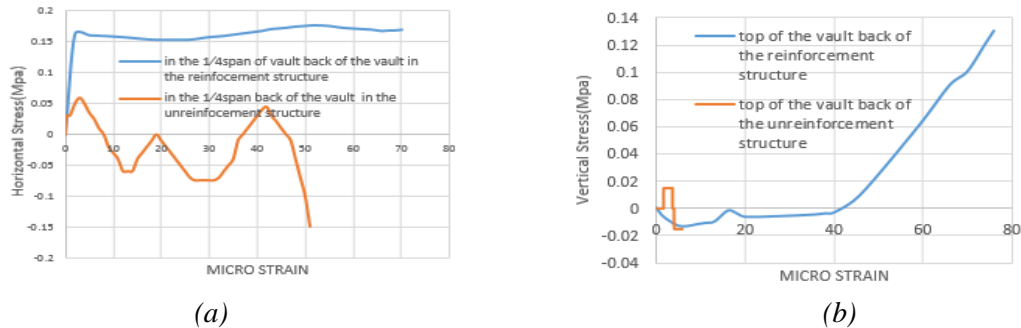 0.2
0.15
0.1
0.05
0
-0.05
-0.1
-0.15
-0.2
Horizontal Stress(Mpa)
0 10 20 30 40 50 60 70 80
MICRO STRAIN
in the 1/4span of vault back of the vault in
the reinfocement structure
in the 1/4span back of the vault in the
unreinfocement structure
(a)
0.14
0.12
0.1
0.08
0.06
0.04
0.02
0
-0.02
-0.04
Vertical Stress(Mpa)
0 20 40 60 80
MICRO STRAIN
top of the vault back of
the reinforcement
structure
top of the vault back of
the unreinforcement
structure
(b)